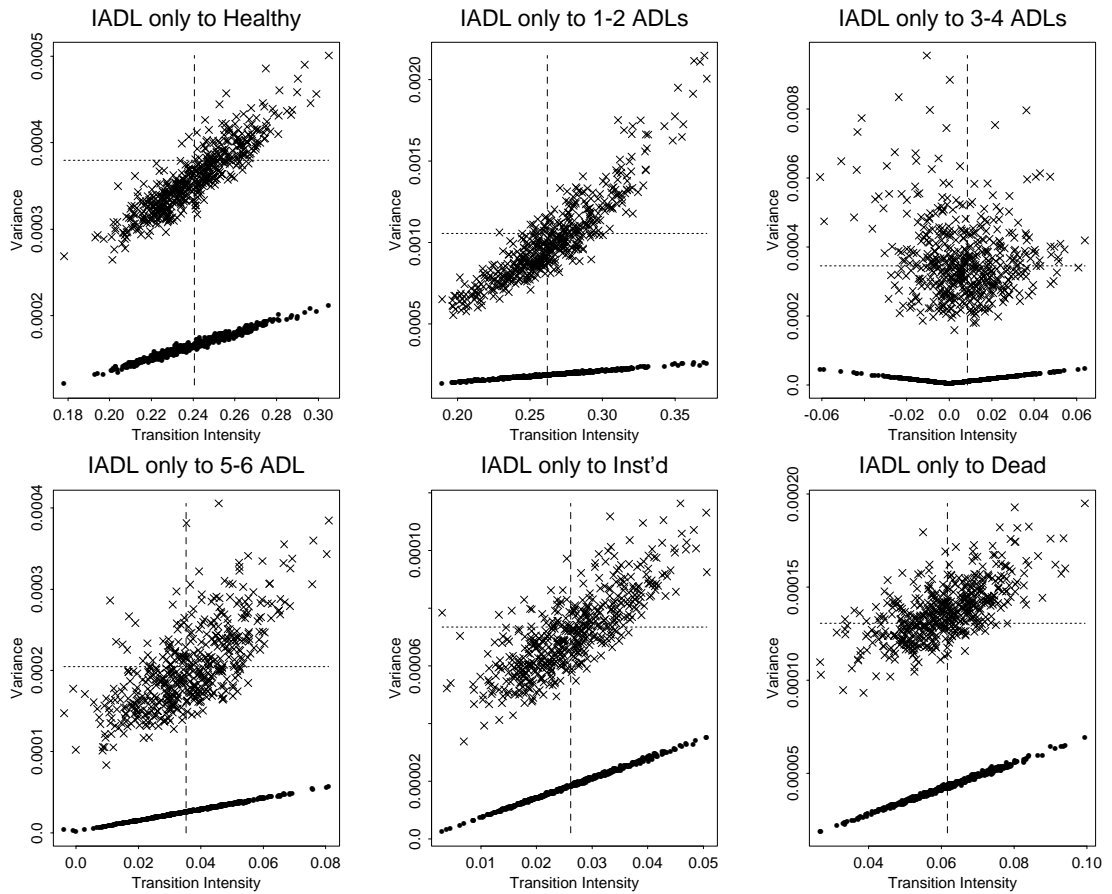 IADL only to Healthy
Variance
0.0005
0.0004
0.0003
0.0002
0.18 0.20 0.22 0.24 0.26 0.28 0.30
Transition Intensity
IADL only to 1-2 ADLs
Variance
0.0020
0.0015
0.0010
0.0005
0.20 0.25 0.30 0.35
Transition Intensity
IADL only to 3-4 ADLs
Variance
0.0008
0.0006
0.0004
0.0002
0.0
-0.06 -0.02 0.0 0.02 0.04 0.06
Transition Intensity
IADL only to 5-6 ADL
Variance
0.0004
0.0003
0.0002
0.0001
0.0
0.0 0.02 0.04 0.06 0.08
Transition Intensity
IADL only to Inst'd
Variance
0.00010
0.00006
0.00002
0.0
0.01 0.02 0.03 0.04 0.05
Transition Intensity
IADL only to Dead
Variance
0.00020
0.00015
0.00010
0.00005
0.04 0.06 0.08 0.10
Transition Intensity